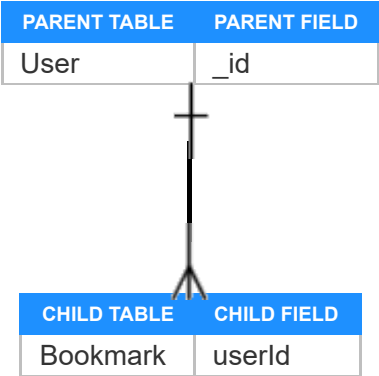 PARENT TABLE PARENT FIELD
User _id
CHILD TABLE CHILD FIELD
Bookmark userId